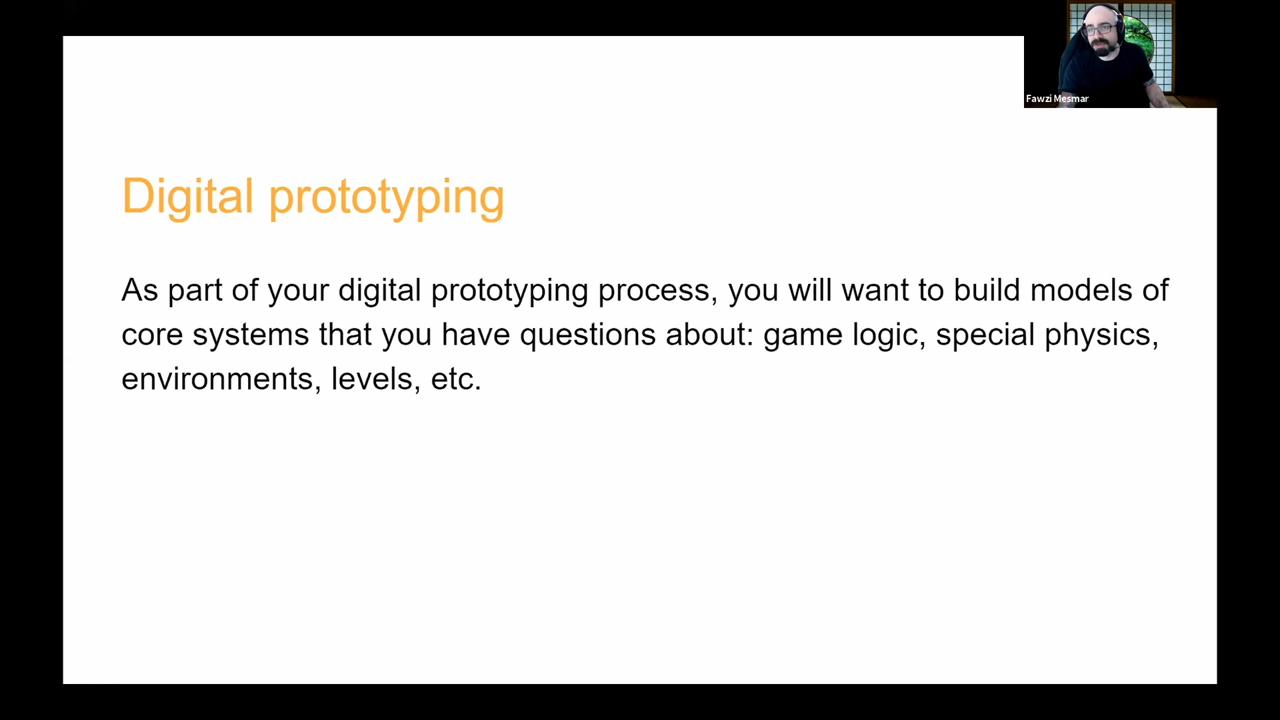 Fawzi Mesmar
Digital prototyping
As part of your digital prototyping process, you will want to build models of
core systems that you have questions about: game logic, special physics,
environments, levels, etc.